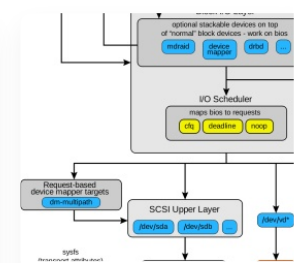 optional stackable devices on top
of "normal" block devices - work on bios
mdraid
device
mapper
drbd
...
I/O Scheduler
maps bios to requests
cfq
deadline
noop
Request-based
device mapper targets
dm-multipath
SCSI Upper Layer
/dev/sda
/dev/sdb
...
/dev/vd*
sysfs
(transport attributes)